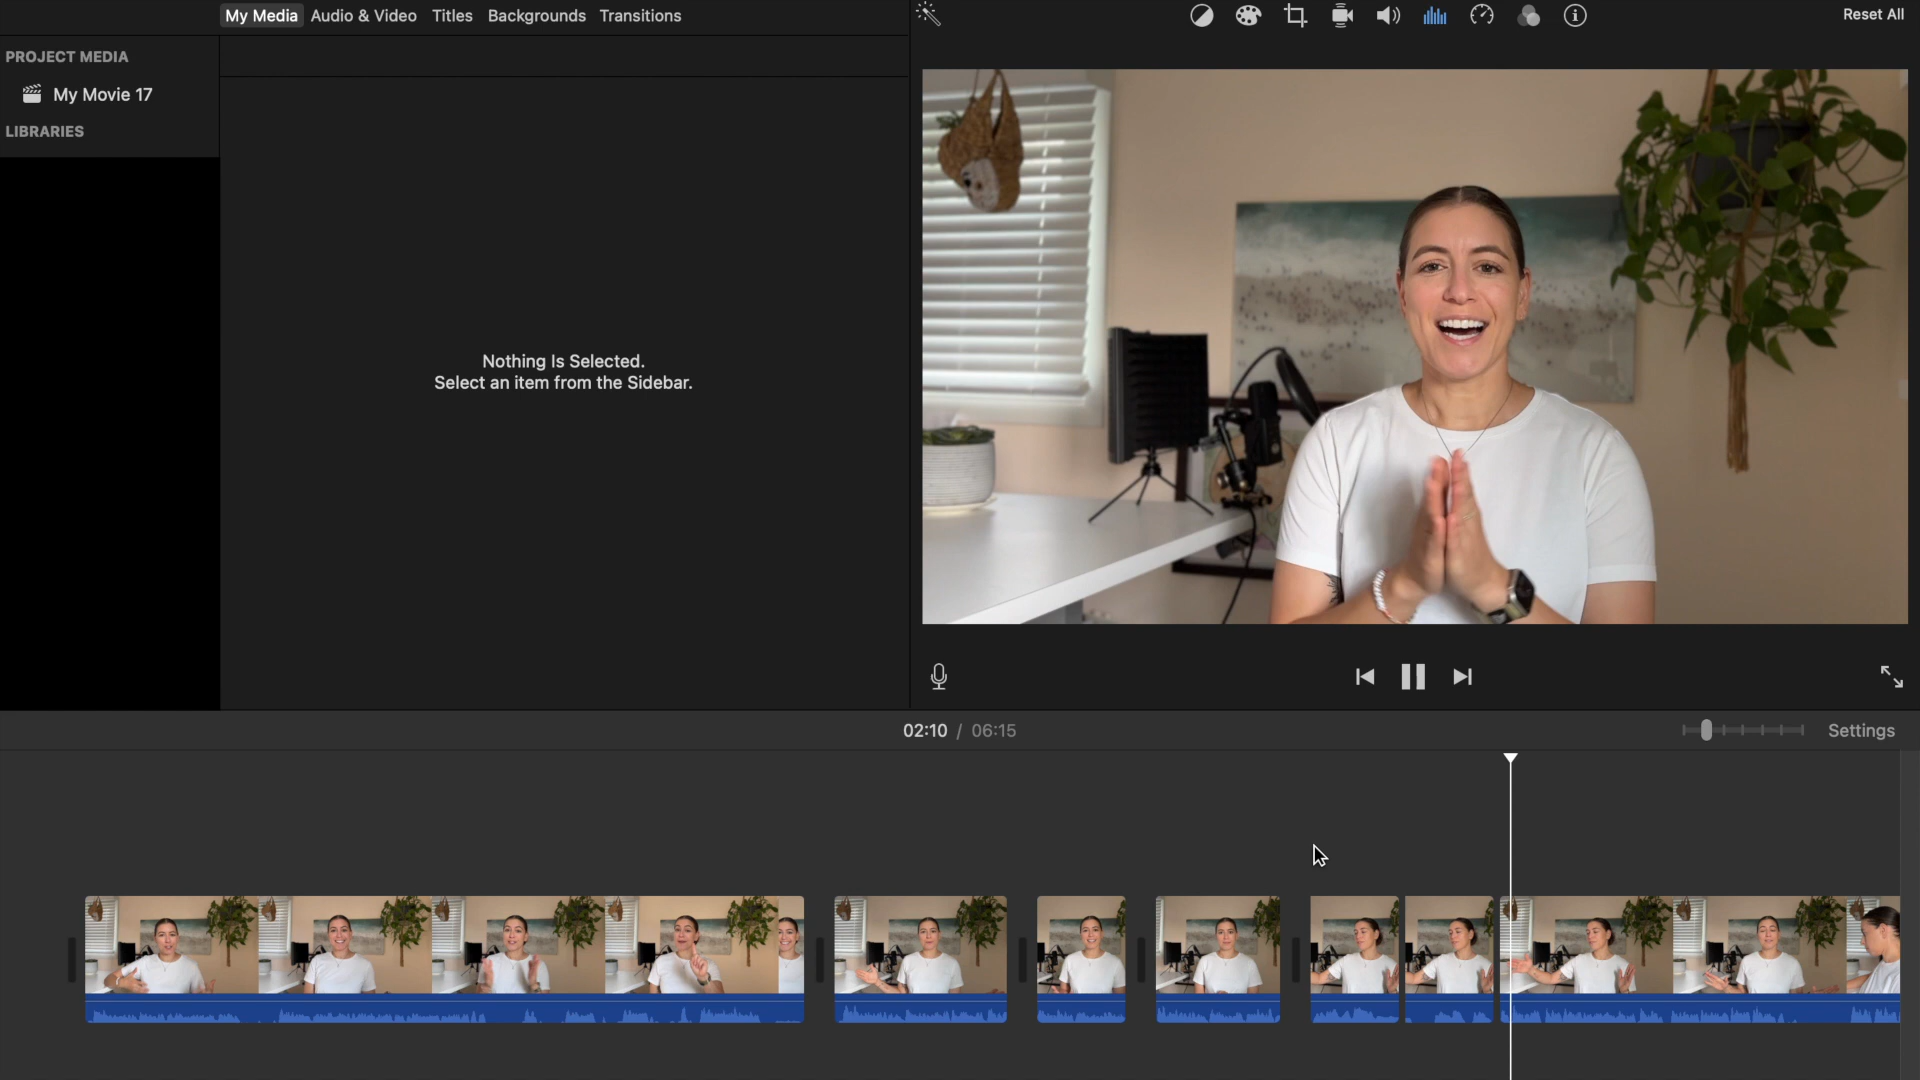 My Media Audio & Video Titles Backgrounds Transitions
Reset All
PROJECT MEDIA
My Movie 17
LIBRARIES
Nothing Is Selected.
Select an item from the Sidebar.
02:10 / 06:15
Settings